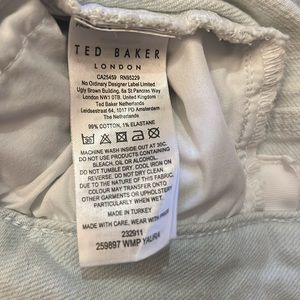 TED BAKER
LONDON
CA25459 RN95229
No Ordinary Designer Label Limited
Ugly Brown Building, 6a St Pancras Way
London NW1 0TB, United Kingdom
Ted Baker The Netherlands
Leidsestraat 64, 1017 PD Amsterdam
The Netherlands
99% COTTON, 1% ELASTANE
MACHINE WASH INSIDE OUT AT 30C.
DO NOT USE PRODUCTS CONTAINING
BLEACH, OIL OR ALCOHOL.
DO NOT TUMBLE DRY. COOL IRON ON
REVERSE. DO NOT DRY CLEAN.
DUE TO THE NATURE OF THIS FABRIC,
COLOUR MAY TRANSFER ONTO
OTHER GARMENTS OR UPHOLSTERY
PARTICULARLY WHEN WET.
MADE IN TURKEY
MADE WITH CARE, WEAR WITH PRIDE
232911
259897 WMP YAURA